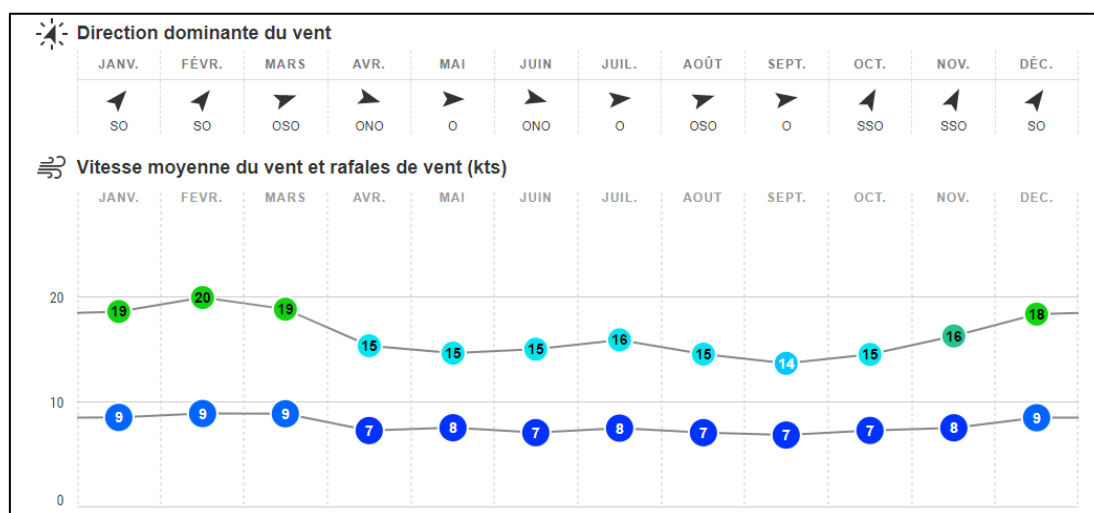 Direction dominante du vent
JANV. FÉVR. MARS AVR. MAI JUIN JUIL. AOÛT SEPT. OCT. NOV. DÉC.
SO SO OSO ONO O ONO O OSO O SSO SSO SO
Vitesse moyenne du vent et rafales de vent (kts)
JANV. FEVR. MARS AVR. MAI JUIN JUIL. AOUT SEPT. OCT. NOV. DEC.
20
19 20 19 15 15 15 16 15 14 15 16 18
10
9 9 9 7 8 7 8 7 7 7 8 9
0